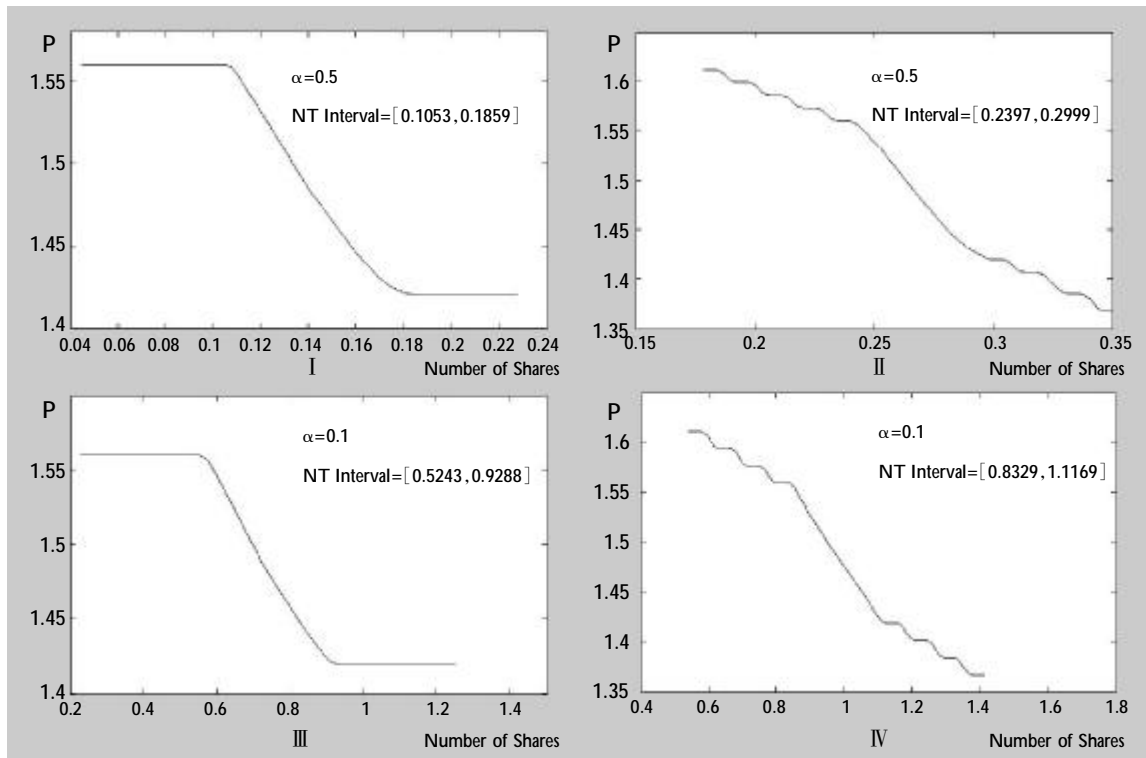 P
1.55
1.5
1.45
1.4
α=0.5
NT Interval=[0.1053,0.1859]
0.04 0.06 0.08 0.1 0.12 0.14 0.16 0.18 0.2 0.22 0.24
Number of Shares
Ⅰ
P
1.6
1.55
1.5
1.45
1.4
1.35
α=0.5
NT Interval=[0.2397,0.2999]
0.15 0.2 0.25 0.3 0.35
Number of Shares
Ⅱ
P
1.55
1.5
1.45
1.4
α=0.1
NT Interval=[0.5243,0.9288]
0.2 0.4 0.6 0.8 1 1.2 1.4
Number of Shares
Ⅲ
P
1.6
1.55
1.5
1.45
1.4
1.35
α=0.1
NT Interval=[0.8329,1.1169]
0.4 0.6 0.8 1 1.2 1.4 1.6 1.8
Number of Shares
Ⅳ